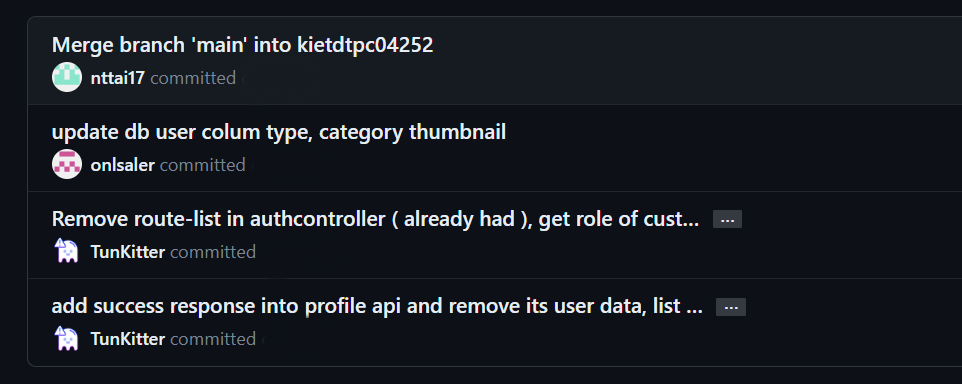 Merge branch 'main' into kietdtpc04252
nttai17 committed
update db user colum type, category thumbnail
onlsaler committed
Remove route-list in authcontroller ( already had ), get role of cust... ...
TunKitter committed
add success response into profile api and remove its user data, list ... ...
TunKitter committed